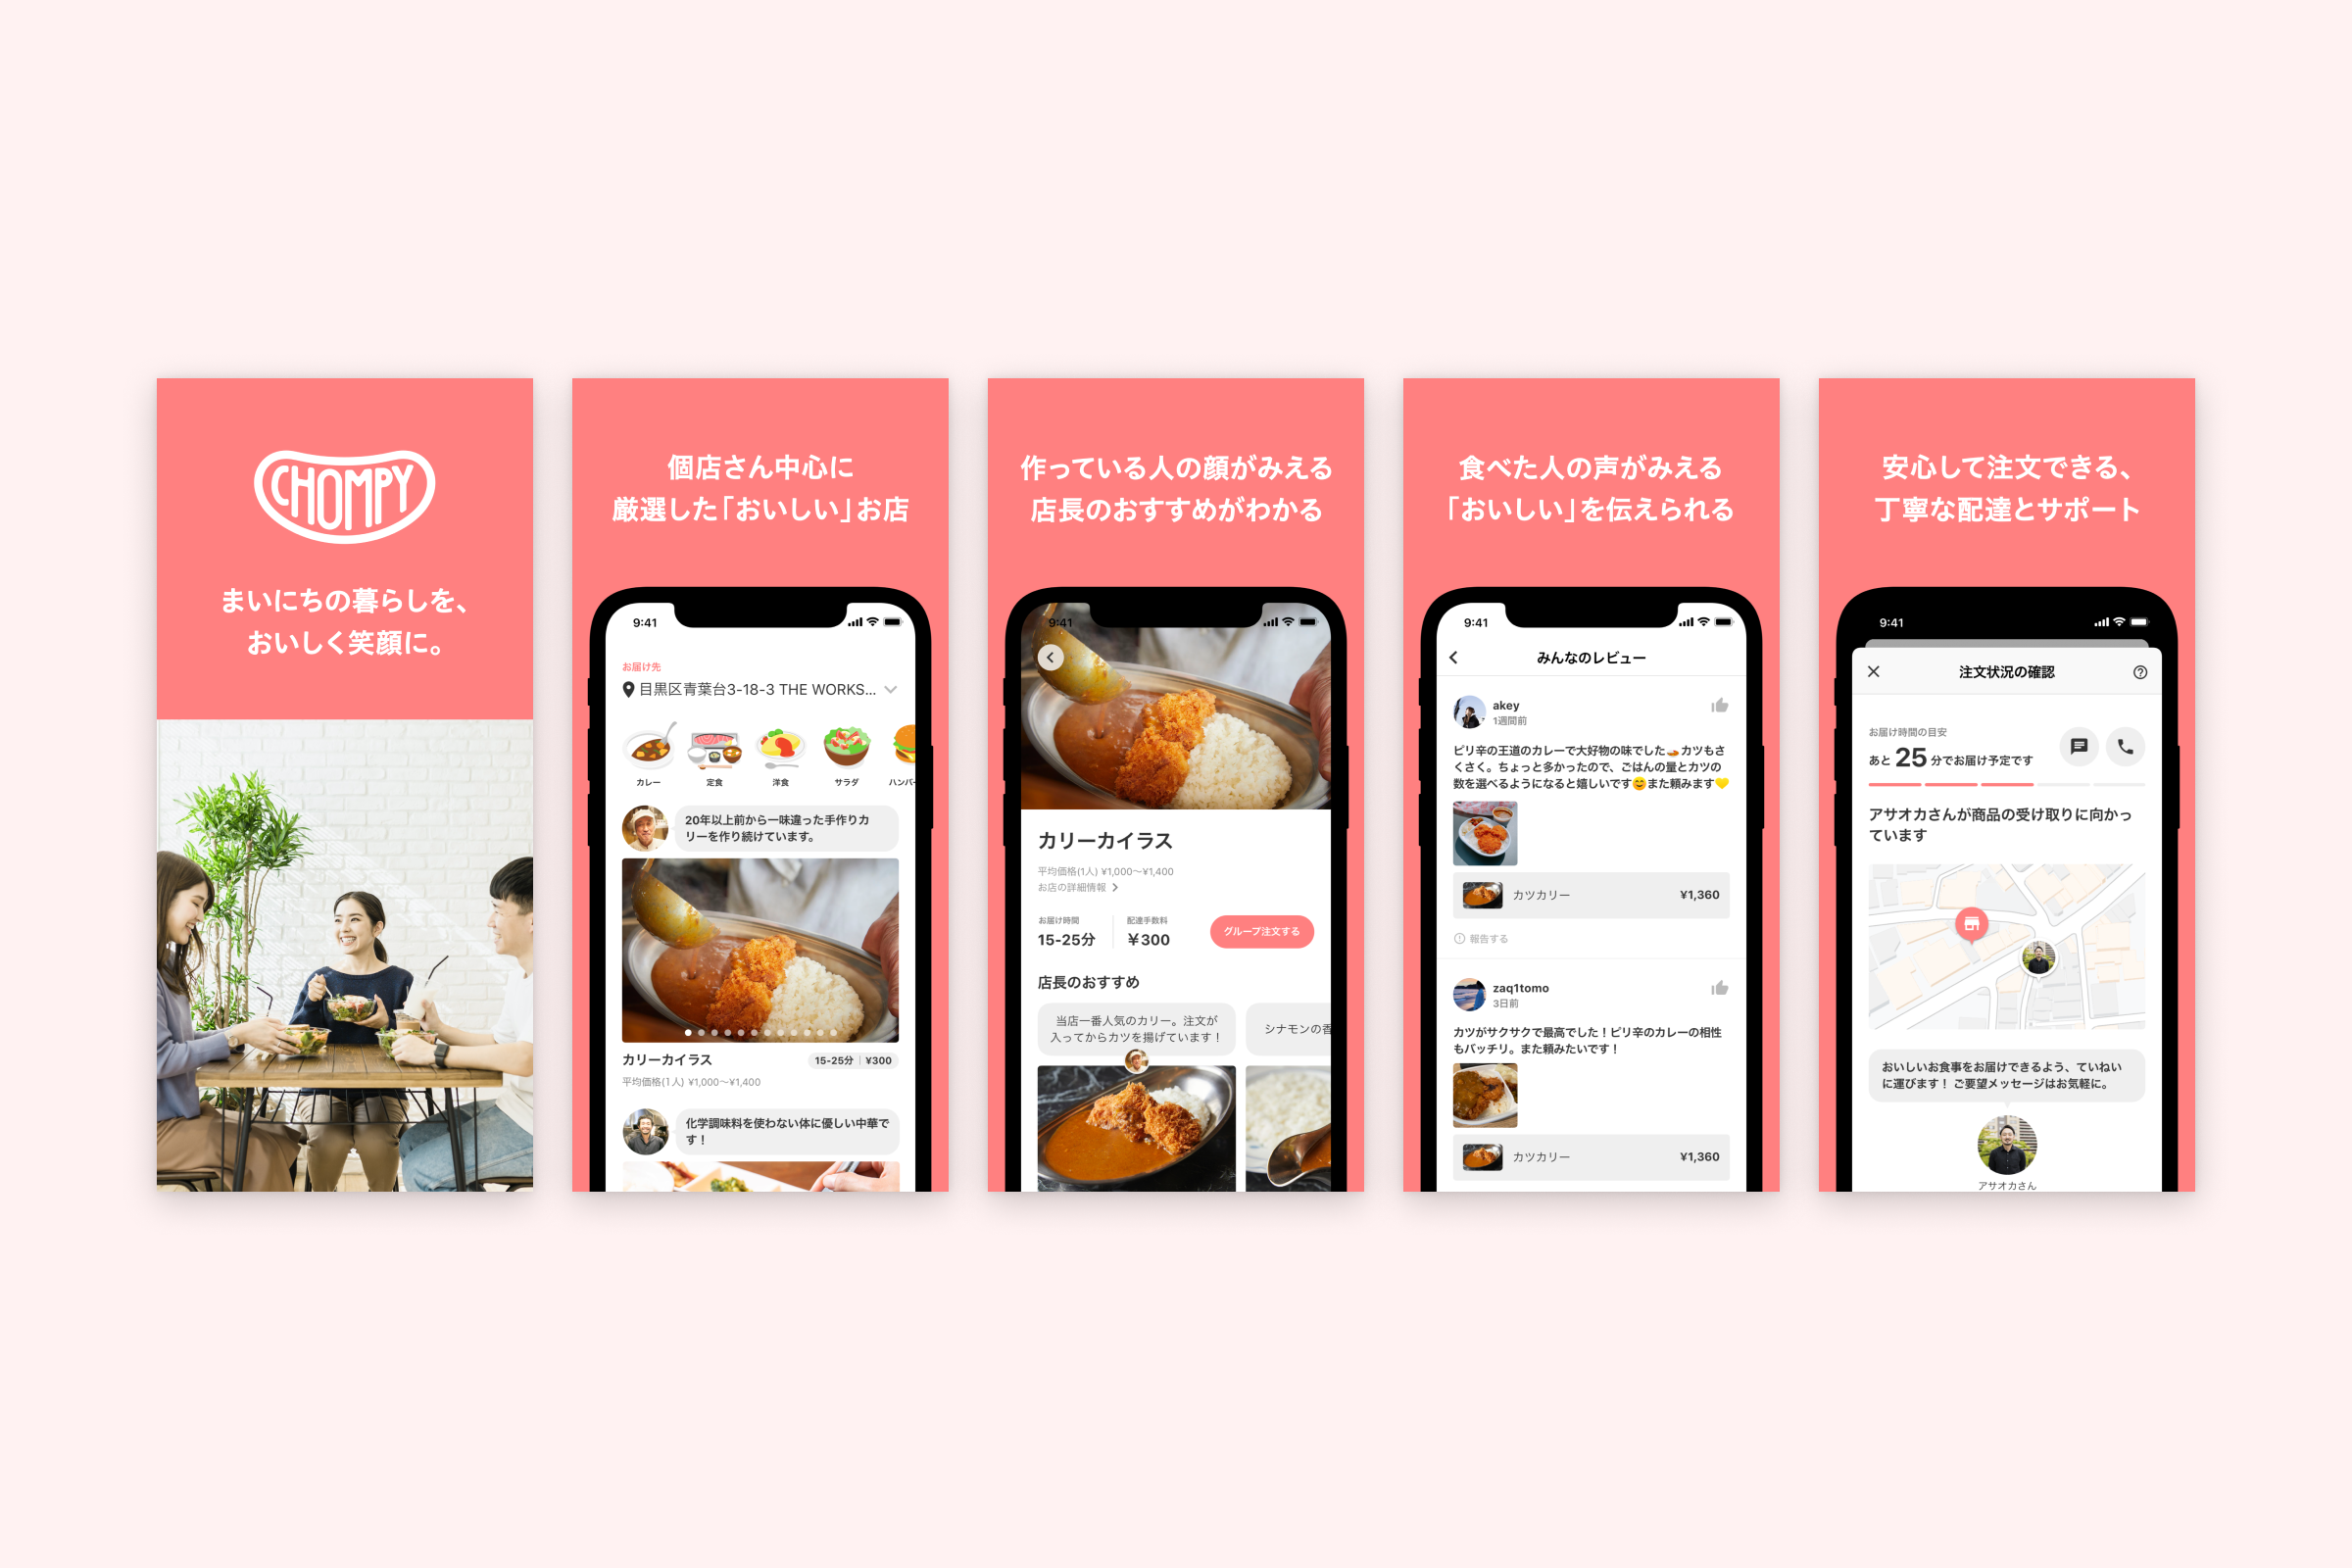 CHOMPY
まいにちの暮らしを、
おいしく笑顔に。
個店さん中心に
厳選した「おいしい」お店
9:41
お届け先
目黒区青葉台3-18-3 THE WORKS...
カレー
定食
洋食
サラダ
ハンバー
20年以上前から一味違った手作りカ
リーを作り続けています。
カリーカイラス
15-25分 | ¥300
平均価格(1人) ¥1,000〜¥1,400
化学調味料を使わない体に優しい中華で
す！
作っている人の顔がみえる
店長のおすすめがわかる
9:41
カリーカイラス
平均価格(1人) ¥1,000〜¥1,400
お店の詳細情報
お届け時間
15-25分
配達手数料
¥300
グループ注文する
店長のおすすめ
当店一番人気のカリー。注文が
入ってからカツを揚げています！
シナモンの香
食べた人の声がみえる
「おいしい」を伝えられる
9:41
みんなのレビュー
akey
1週間前
ピリ辛の王道のカレーで大好物の味でした🍛カツもさ
くさく。ちょっと多かったので、ごはんの量とカツの
数を選べるようになると嬉しいです😊また頼みます💛
カツカリー ¥1,360
報告する
zaq1tomo
3日前
カツがサクサクで最高でした！ピリ辛のカレーの相性
もバッチリ。また頼みたいです！
カツカリー ¥1,360
安心して注文できる、
丁寧な配達とサポート
9:41
注文状況の確認
お届け時間の目安
あと 25 分でお届け予定です
アサオカさんが商品の受け取りに向かっ
ています
おいしいお食事をお届けできるよう、ていねい
に運びます！ ご要望メッセージはお気軽に。
アサオカさん